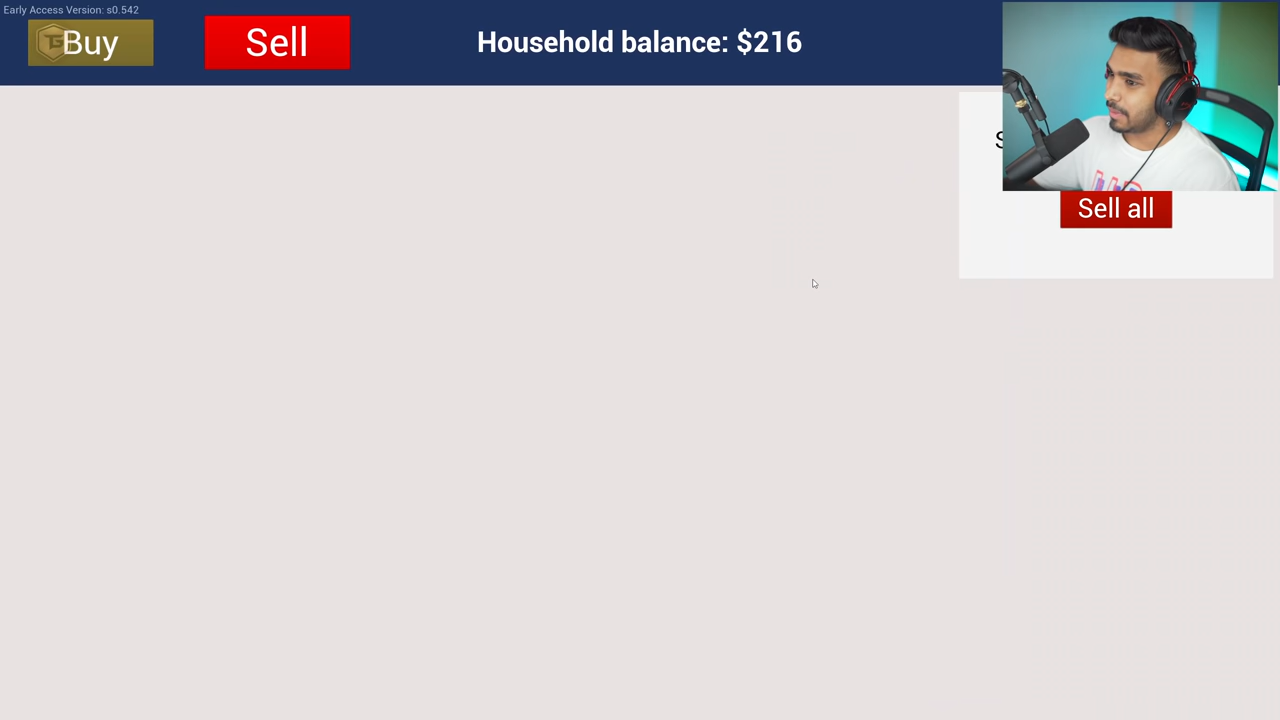 Early Access Version: s0.542
Buy
Sell
Household balance: $216
Sell all